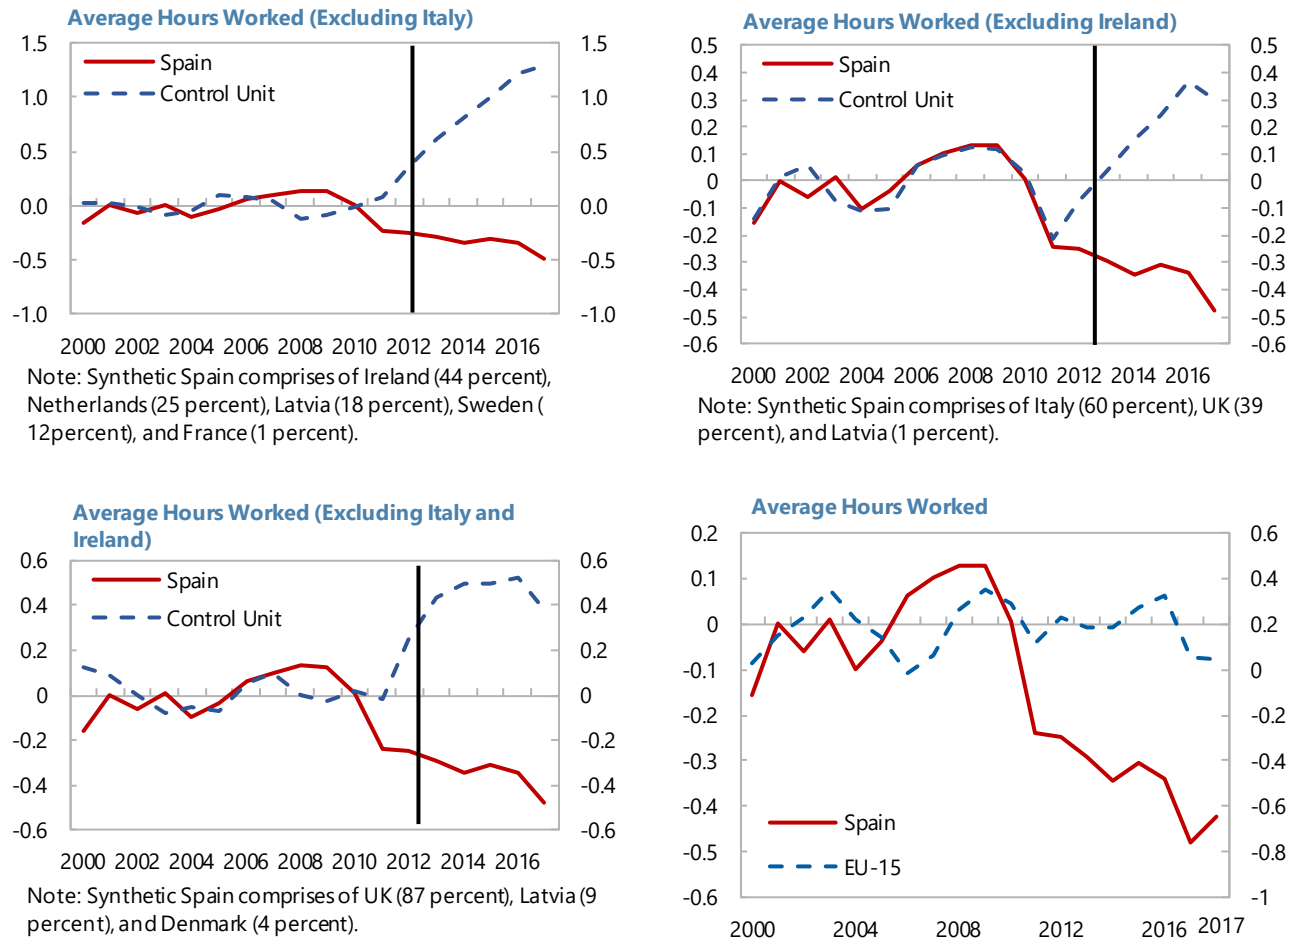 Average Hours Worked (Excluding Italy)
1.5 1.5
Spain
1.0 Control Unit 1.0
0.5 0.5
0.0 0.0
-0.5 -0.5
-1.0 -1.0
2000 2002 2004 2006 2008 2010 2012 2014 2016
Note: Synthetic Spain comprises of Ireland (44 percent),
Netherlands (25 percent), Latvia (18 percent), Sweden (
12percent), and France (1 percent).
Average Hours Worked (Excluding Ireland)
0.5 0.5
0.4 Spain 0.4
0.3 Control Unit 0.3
0.2 0.2
0.1 0.1
0 0
-0.1 -0.1
-0.2 -0.2
-0.3 -0.3
-0.4 -0.4
-0.5 -0.5
-0.6 -0.6
2000 2002 2004 2006 2008 2010 2012 2014 2016
Note: Synthetic Spain comprises of Italy (60 percent), UK (39
percent), and Latvia (1 percent).
Average Hours Worked (Excluding Italy and
Ireland)
0.6 0.6
Spain
0.4 Control Unit 0.4
0.2 0.2
0 0
-0.2 -0.2
-0.4 -0.4
-0.6 -0.6
2000 2002 2004 2006 2008 2010 2012 2014 2016
Note: Synthetic Spain comprises of UK (87 percent), Latvia (9
percent), and Denmark (4 percent).
Average Hours Worked
0.2 0.6
0.1 0.4
0 0.2
-0.1 0
-0.2 -0.2
-0.3 -0.4
-0.4 Spain -0.6
-0.5 EU-15 -0.8
-0.6 -1
2000 2004 2008 2012 2016 2017